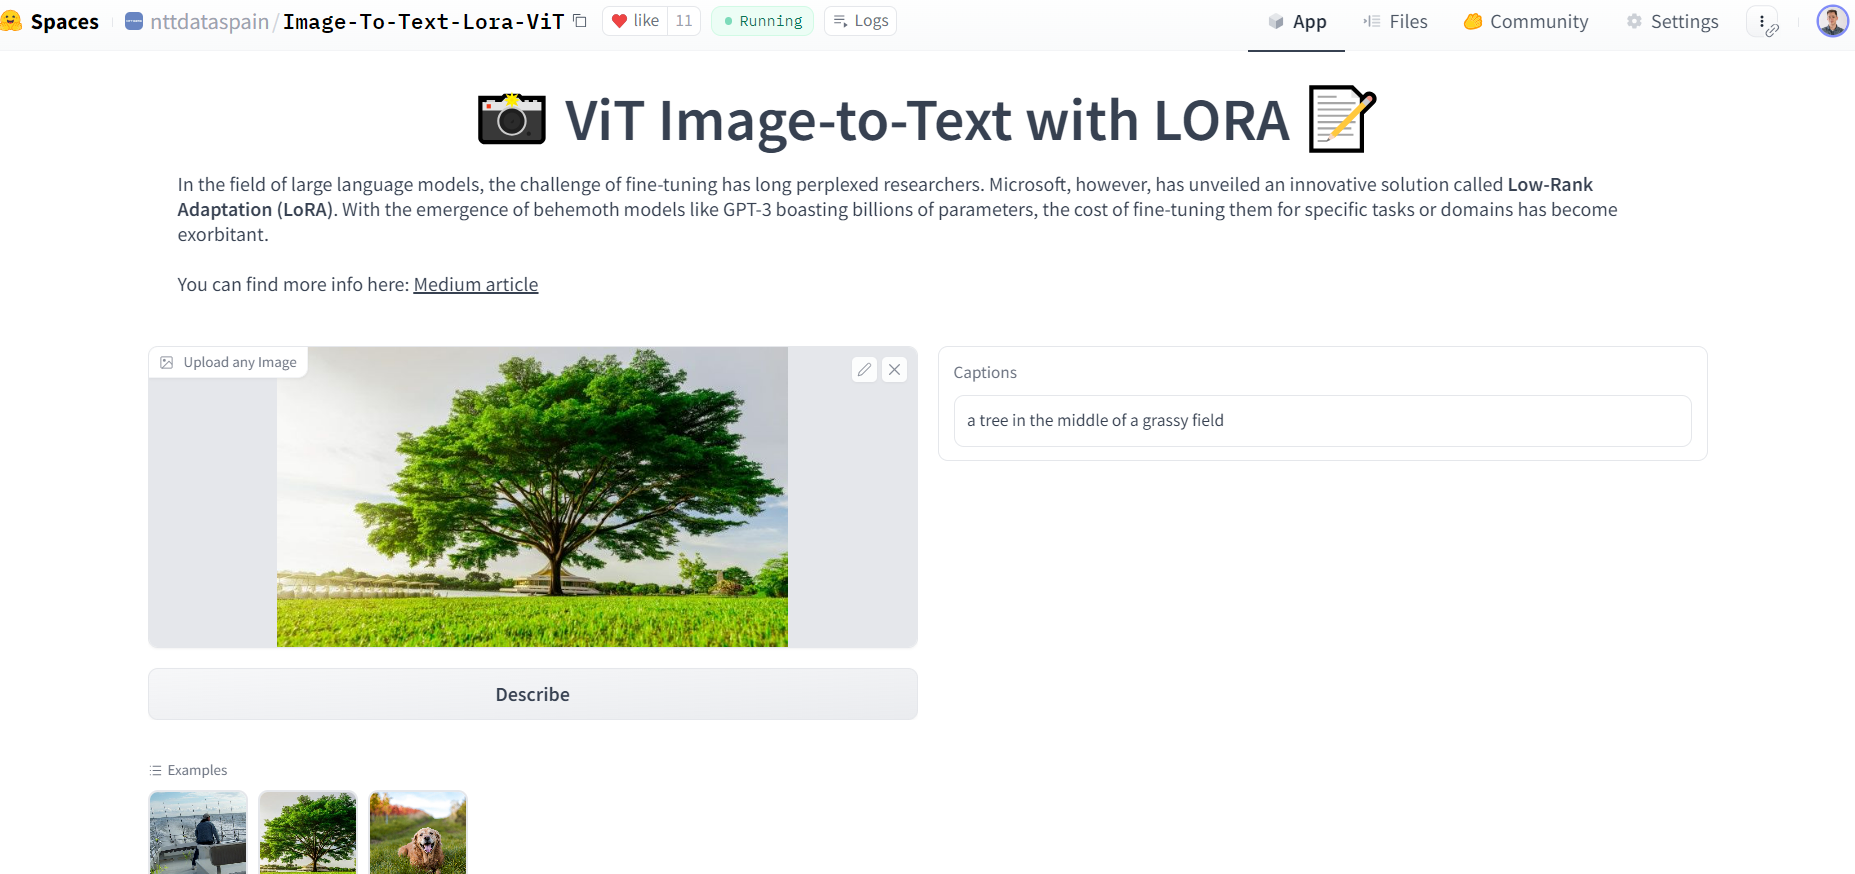 Spaces nttdataspain/Image-To-Text-Lora-ViT like 11 Running Logs App Files Community Settings
ViT Image-to-Text with LORA
In the field of large language models, the challenge of fine-tuning has long perplexed researchers. Microsoft, however, has unveiled an innovative solution called Low-Rank
Adaptation (LoRA). With the emergence of behemoth models like GPT-3 boasting billions of parameters, the cost of fine-tuning them for specific tasks or domains has become
exorbitant.
You can find more info here: Medium article
Upload any Image
Captions
a tree in the middle of a grassy field
Describe
Examples